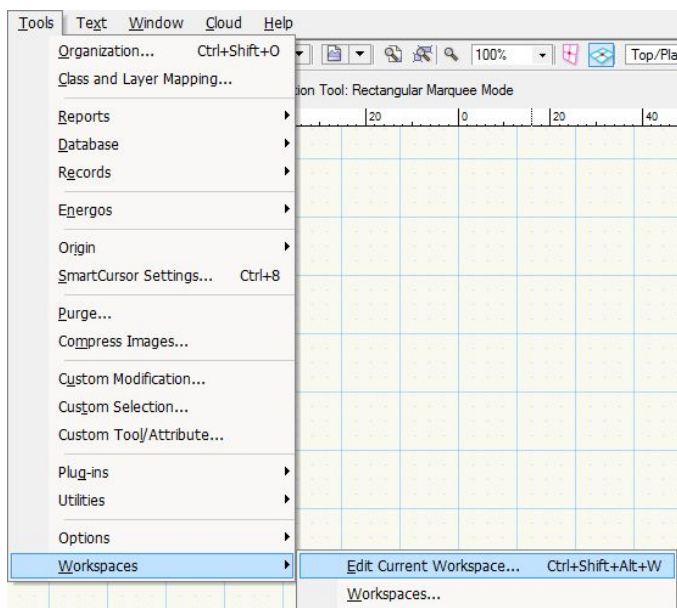 Tools Text Window Cloud Help
Organization... Ctrl+Shift+O
100% Top/Pla
Class and Layer Mapping...
ion Tool: Rectangular Marquee Mode
Reports
20 0 20 40
Database
Records
Energos
Origin
SmartCursor Settings... Ctrl+8
Purge...
Compress Images...
Custom Modification...
Custom Selection...
Custom Tool/Attribute...
Plug-ins
Utilities
Options
Workspaces
Edit Current Workspace... Ctrl+Shift+Alt+W
Workspaces...